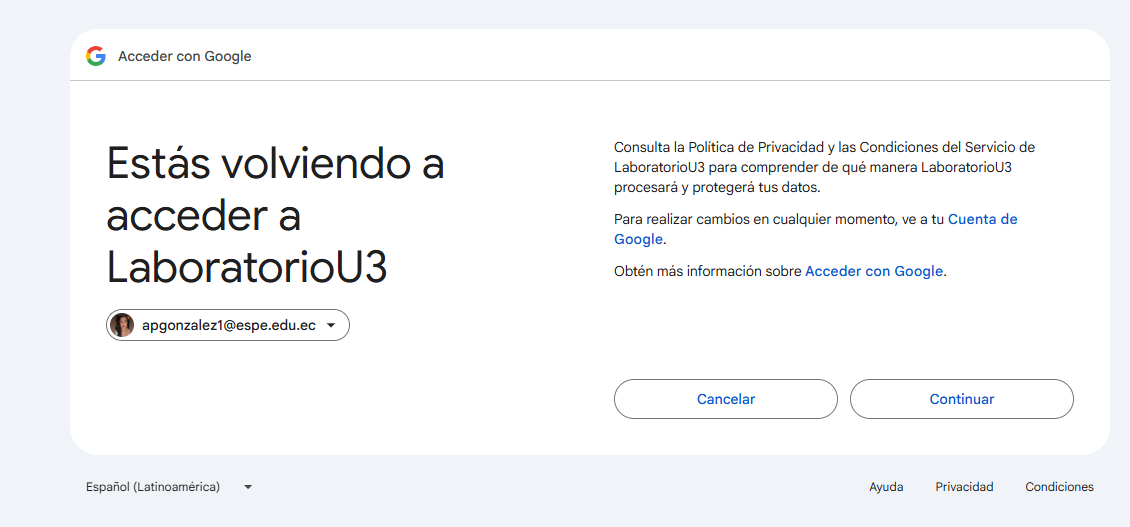 Acceder con Google
Estás volviendo a
acceder a
LaboratorioU3
apgonzalez1@espe.edu.ec
Consulta la Política de Privacidad y las Condiciones del Servicio de
LaboratorioU3 para comprender de qué manera LaboratorioU3
procesará y protegerá tus datos.
Para realizar cambios en cualquier momento, ve a tu Cuenta de
Google.
Obtén más información sobre Acceder con Google.
Cancelar
Continuar
Español (Latinoamérica)
Ayuda
Privacidad
Condiciones